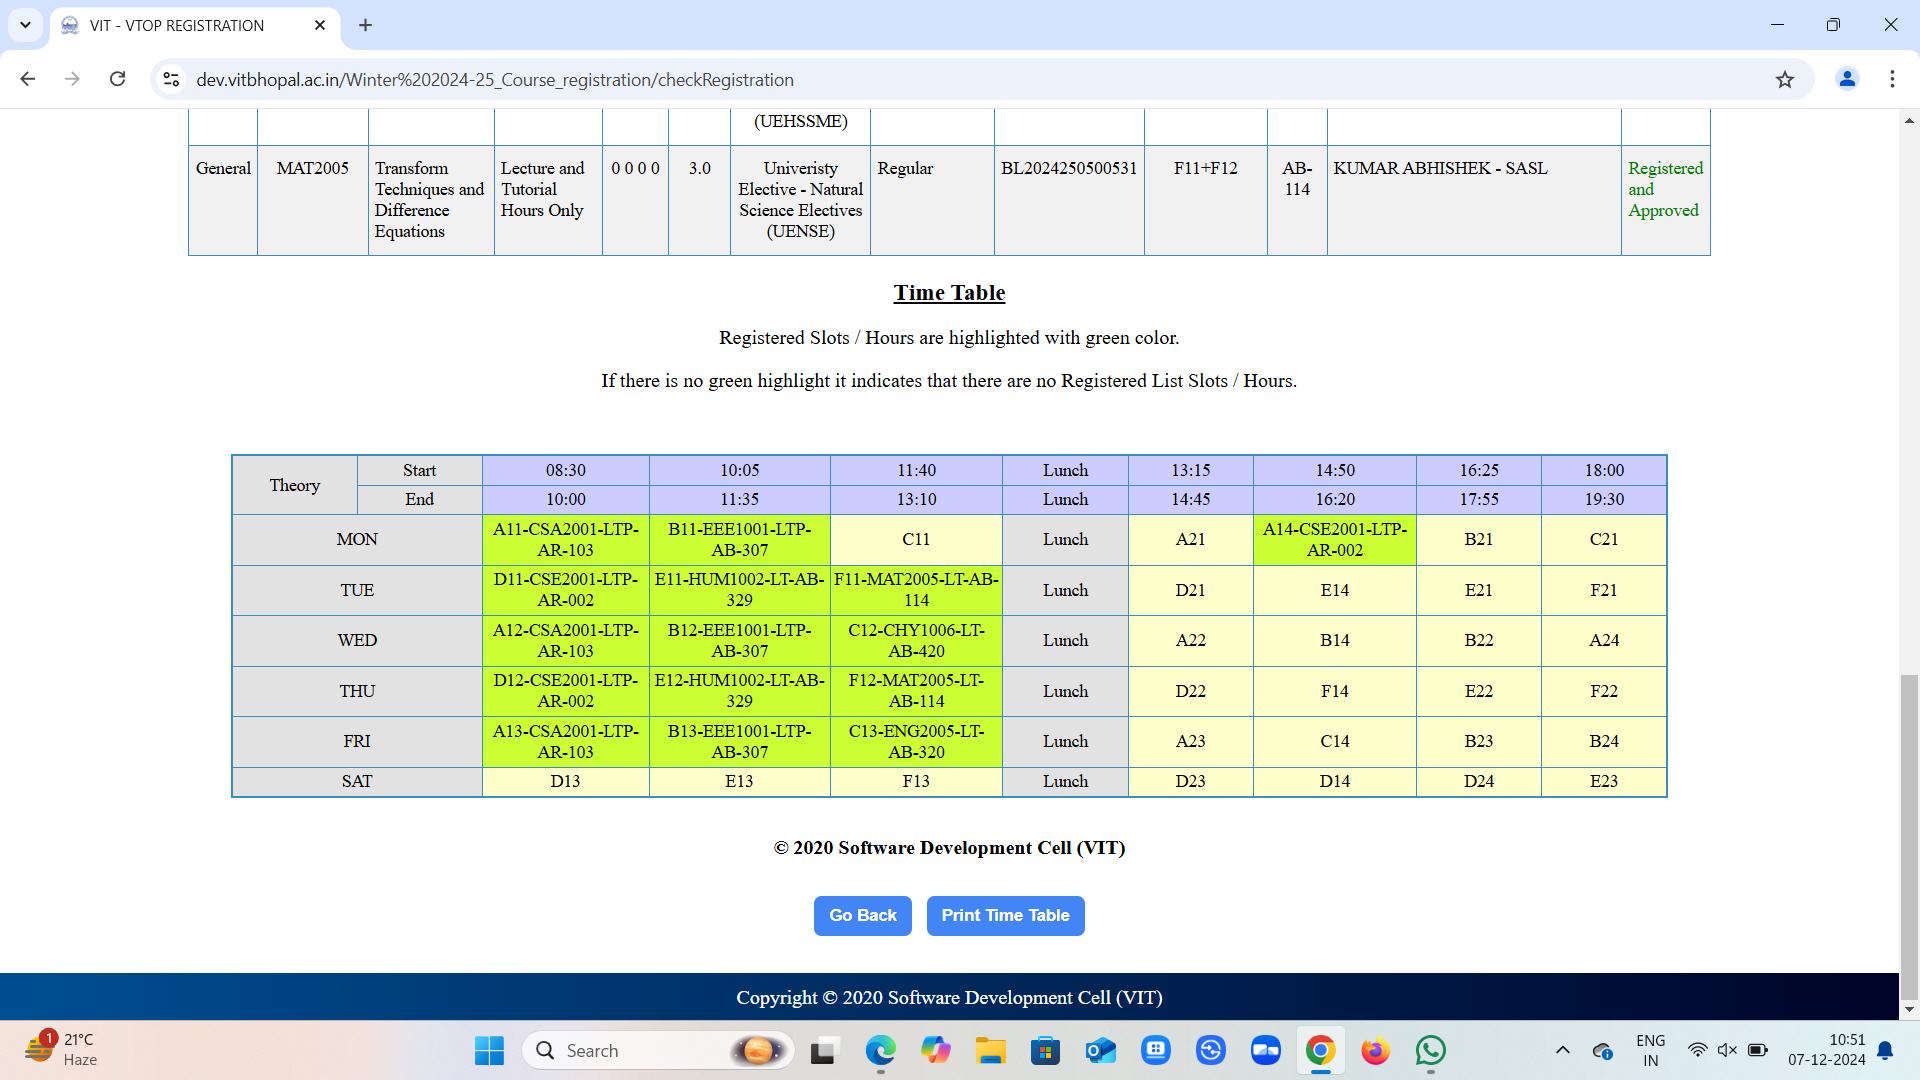 VIT - VTOP REGISTRATION
dev.vitbhopal.ac.in/Winter%202024-25_Course_registration/checkRegistration
(UEHSSME)
General MAT2005 Transform Techniques and Difference Equations Lecture and Tutorial Hours Only 0 0 0 0 3.0 Univeristy Elective - Natural Science Electives (UENSE) Regular BL2024250500531 F11+F12 AB-114 KUMAR ABHISHEK - SASL Registered and Approved
Time Table
Registered Slots / Hours are highlighted with green color.
If there is no green highlight it indicates that there are no Registered List Slots / Hours.
Theory Start 08:30 10:05 11:40 Lunch 13:15 14:50 16:25 18:00
End 10:00 11:35 13:10 Lunch 14:45 16:20 17:55 19:30
MON A11-CSA2001-LTP-AR-103 B11-EEE1001-LTP-AB-307 C11 Lunch A21 A14-CSE2001-LTP-AR-002 B21 C21
TUE D11-CSE2001-LTP-AR-002 E11-HUM1002-LT-AB-329 F11-MAT2005-LT-AB-114 Lunch D21 E14 E21 F21
WED A12-CSA2001-LTP-AR-103 B12-EEE1001-LTP-AB-307 C12-CHY1006-LT-AB-420 Lunch A22 B14 B22 A24
THU D12-CSE2001-LTP-AR-002 E12-HUM1002-LT-AB-329 F12-MAT2005-LT-AB-114 Lunch D22 F14 E22 F22
FRI A13-CSA2001-LTP-AR-103 B13-EEE1001-LTP-AB-307 C13-ENG2005-LT-AB-320 Lunch A23 C14 B23 B24
SAT D13 E13 F13 Lunch D23 D14 D24 E23
© 2020 Software Development Cell (VIT)
Go Back Print Time Table
Copyright © 2020 Software Development Cell (VIT)
1 21°C
Haze
Search
ENG
IN
10:51
07-12-2024